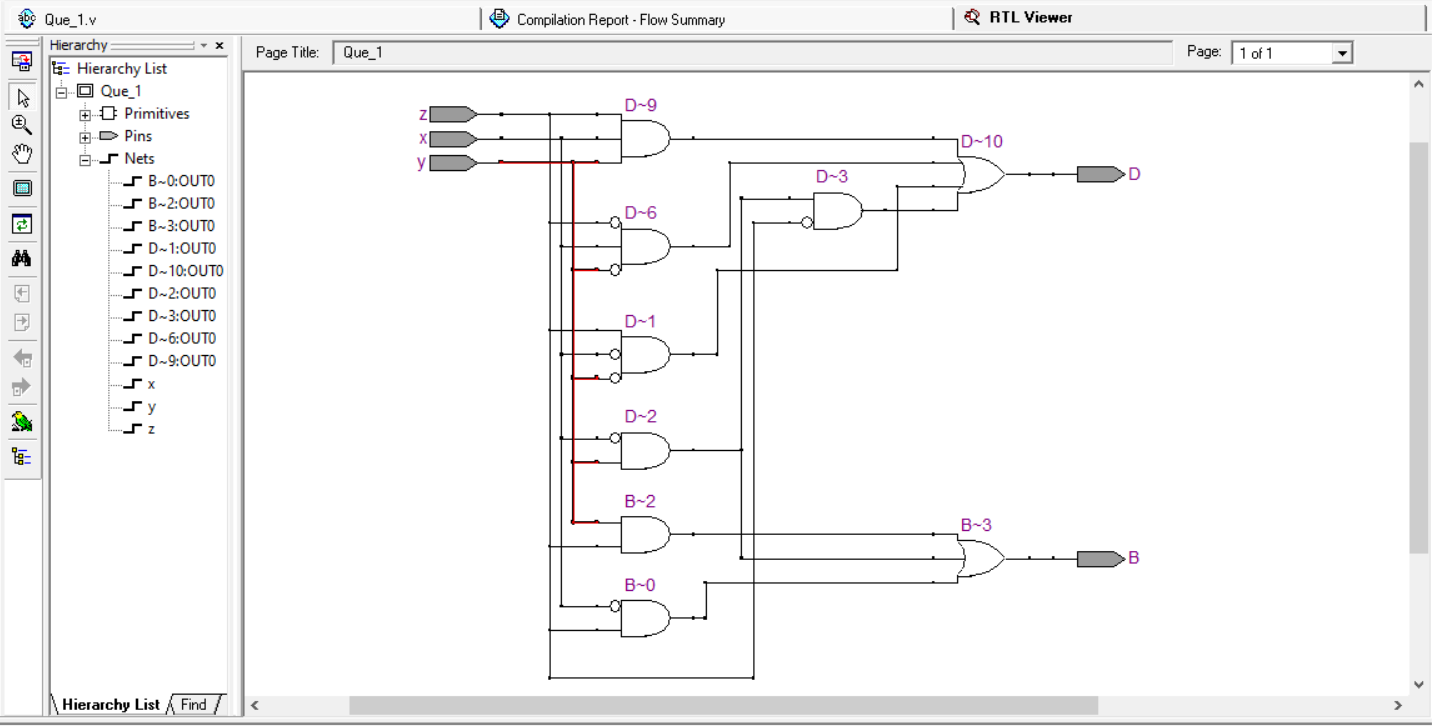 abc Que_1.v
Compilation Report - Flow Summary
RTL Viewer
Hierarchy
Page Title: Que_1
Page: 1 of 1
Hierarchy List
Que_1
Primitives
Pins
Nets
B~0:OUT0
B~2:OUT0
B~3:OUT0
D~1:OUT0
D~10:OUT0
D~2:OUT0
D~3:OUT0
D~6:OUT0
D~9:OUT0
x
y
z
Hierarchy List
Find
z
x
y
D~9
D~10
D
D~3
D~6
D~1
D~2
B~2
B~3
B
B~0